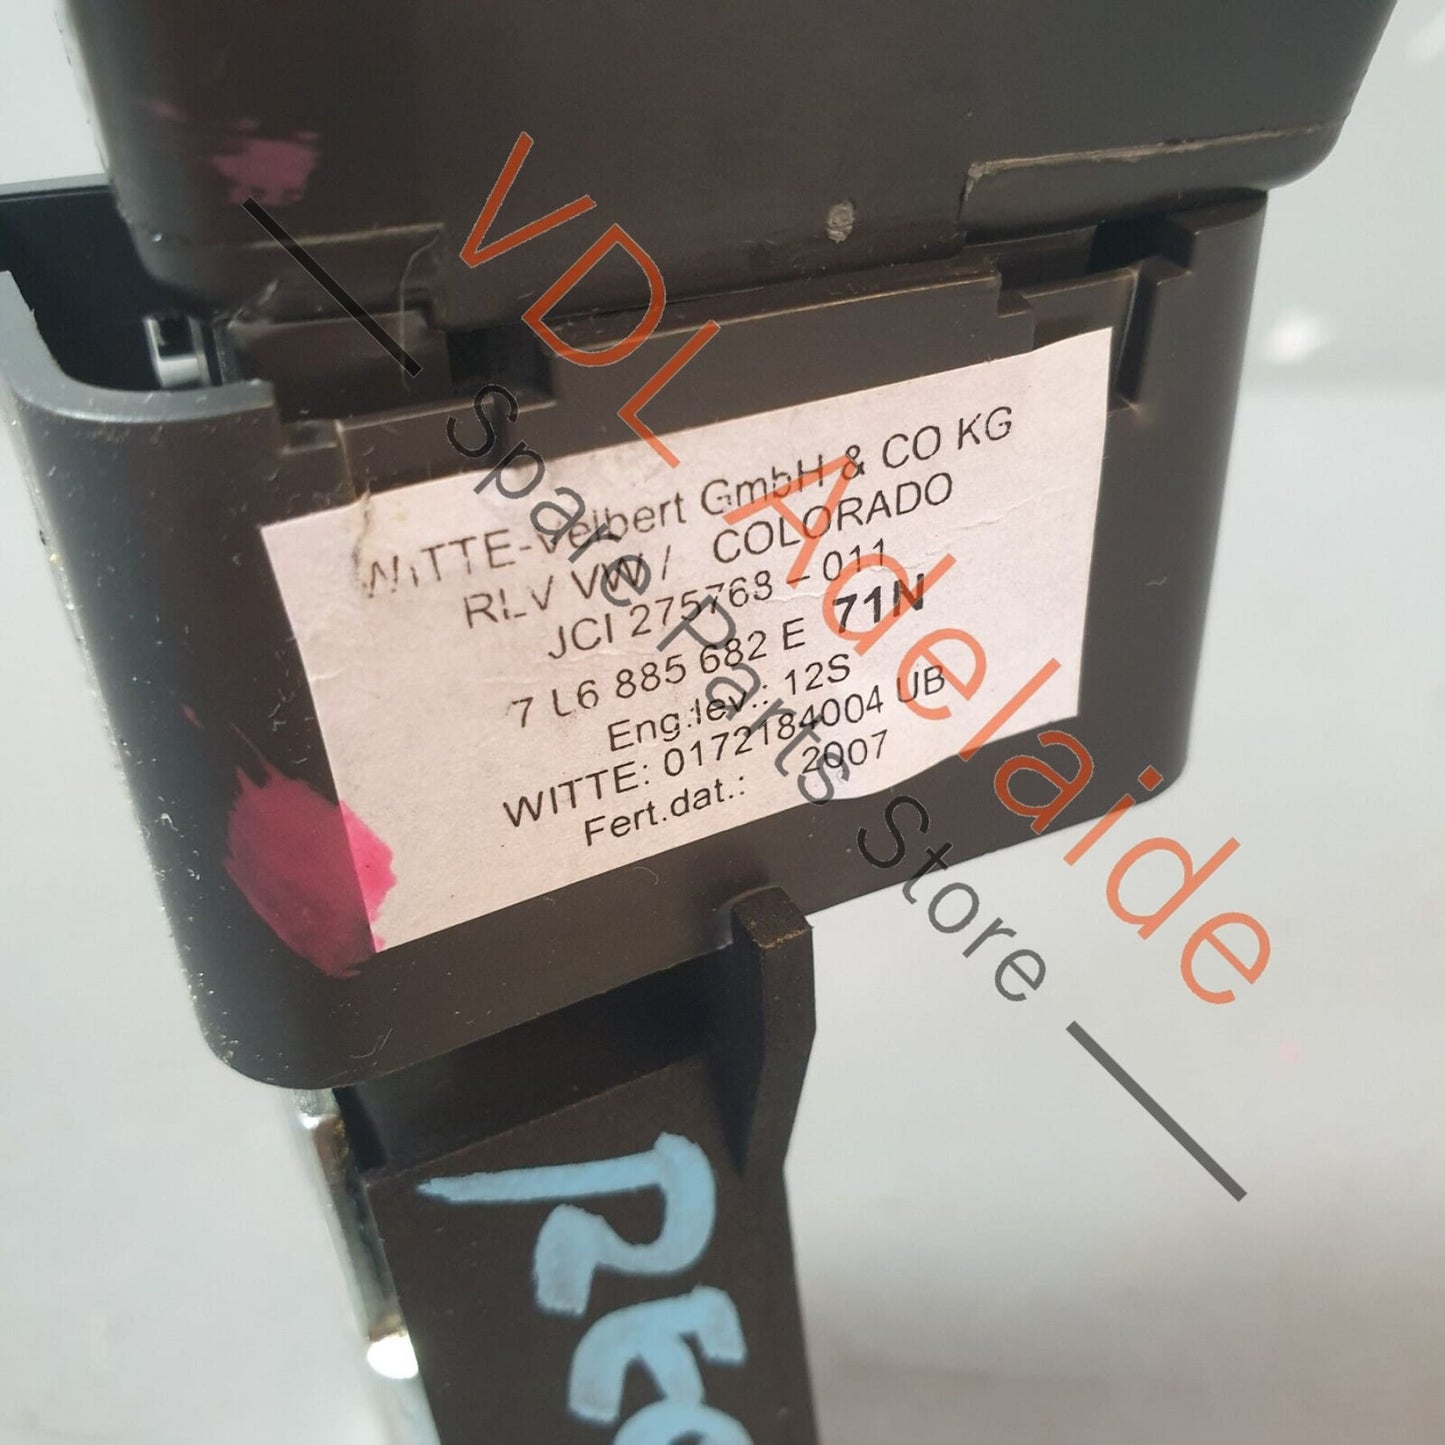 WITTE-Velbert GmbH & CO KG
RLV VW / COLORADO
JCI 275768 - 011
7 L6 885 682 E 71N
Eng.lev.: 12S
WITTE: 0172184004 UB
Fert.dat.: 2007
VDL Adelaide
Spare Parts Store